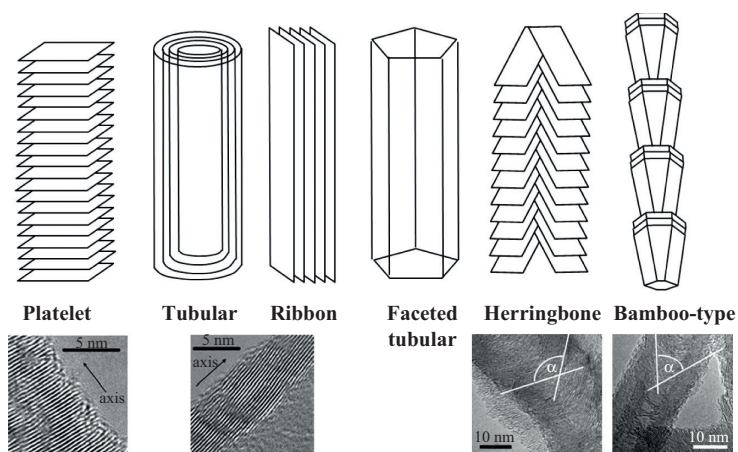 Platelet
Tubular
Ribbon
Faceted
tubular
Herringbone
Bamboo-type
5 nm
axis
5 nm
axis
α
10 nm
α
10 nm